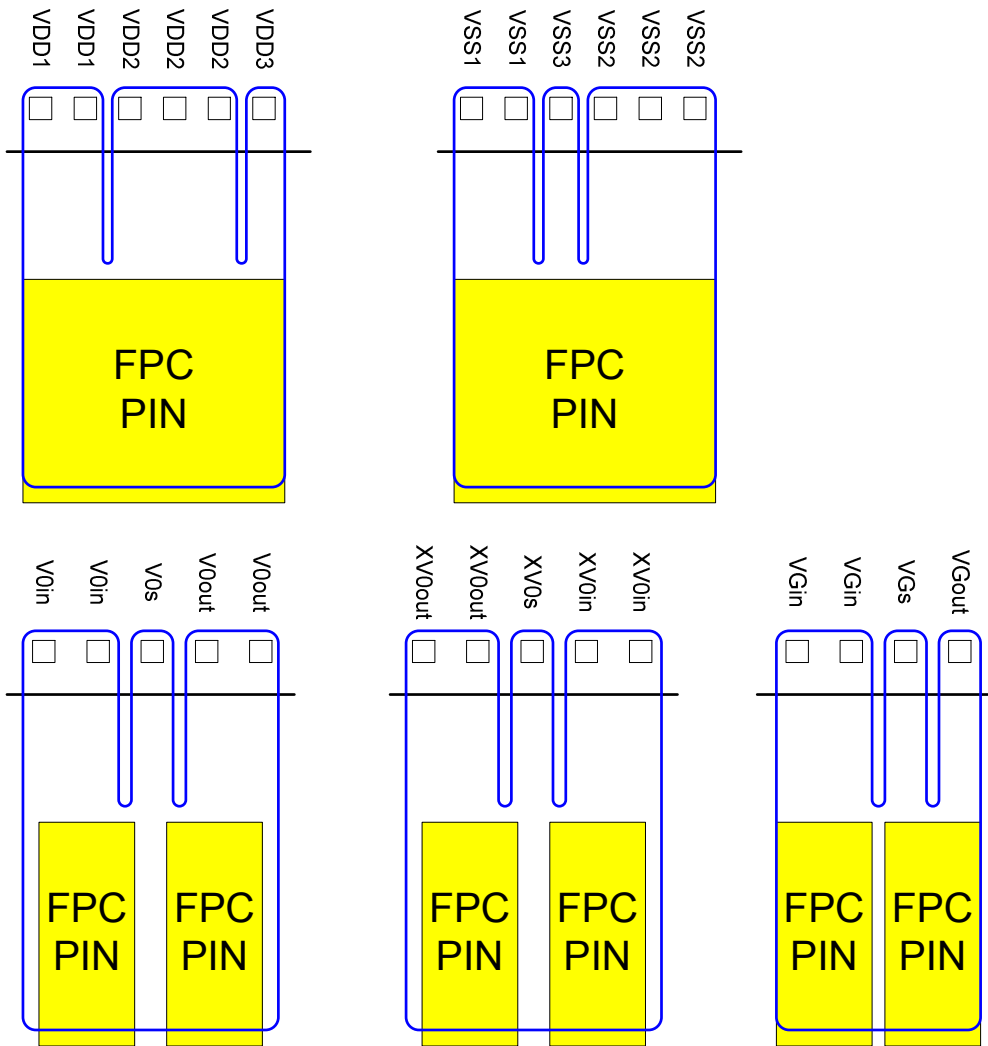 VDD1
VDD1
VDD2
VDD2
VDD2
VDD3
VSS1
VSS1
VSS3
VSS2
VSS2
VSS2
FPC
PIN
FPC
PIN
V0in
V0in
V0s
V0out
V0out
XV0out
XV0out
XV0s
XV0in
XV0in
VGin
VGin
VGs
VGout
FPC
PIN
FPC
PIN
FPC
PIN
FPC
PIN
FPC
PIN
FPC
PIN